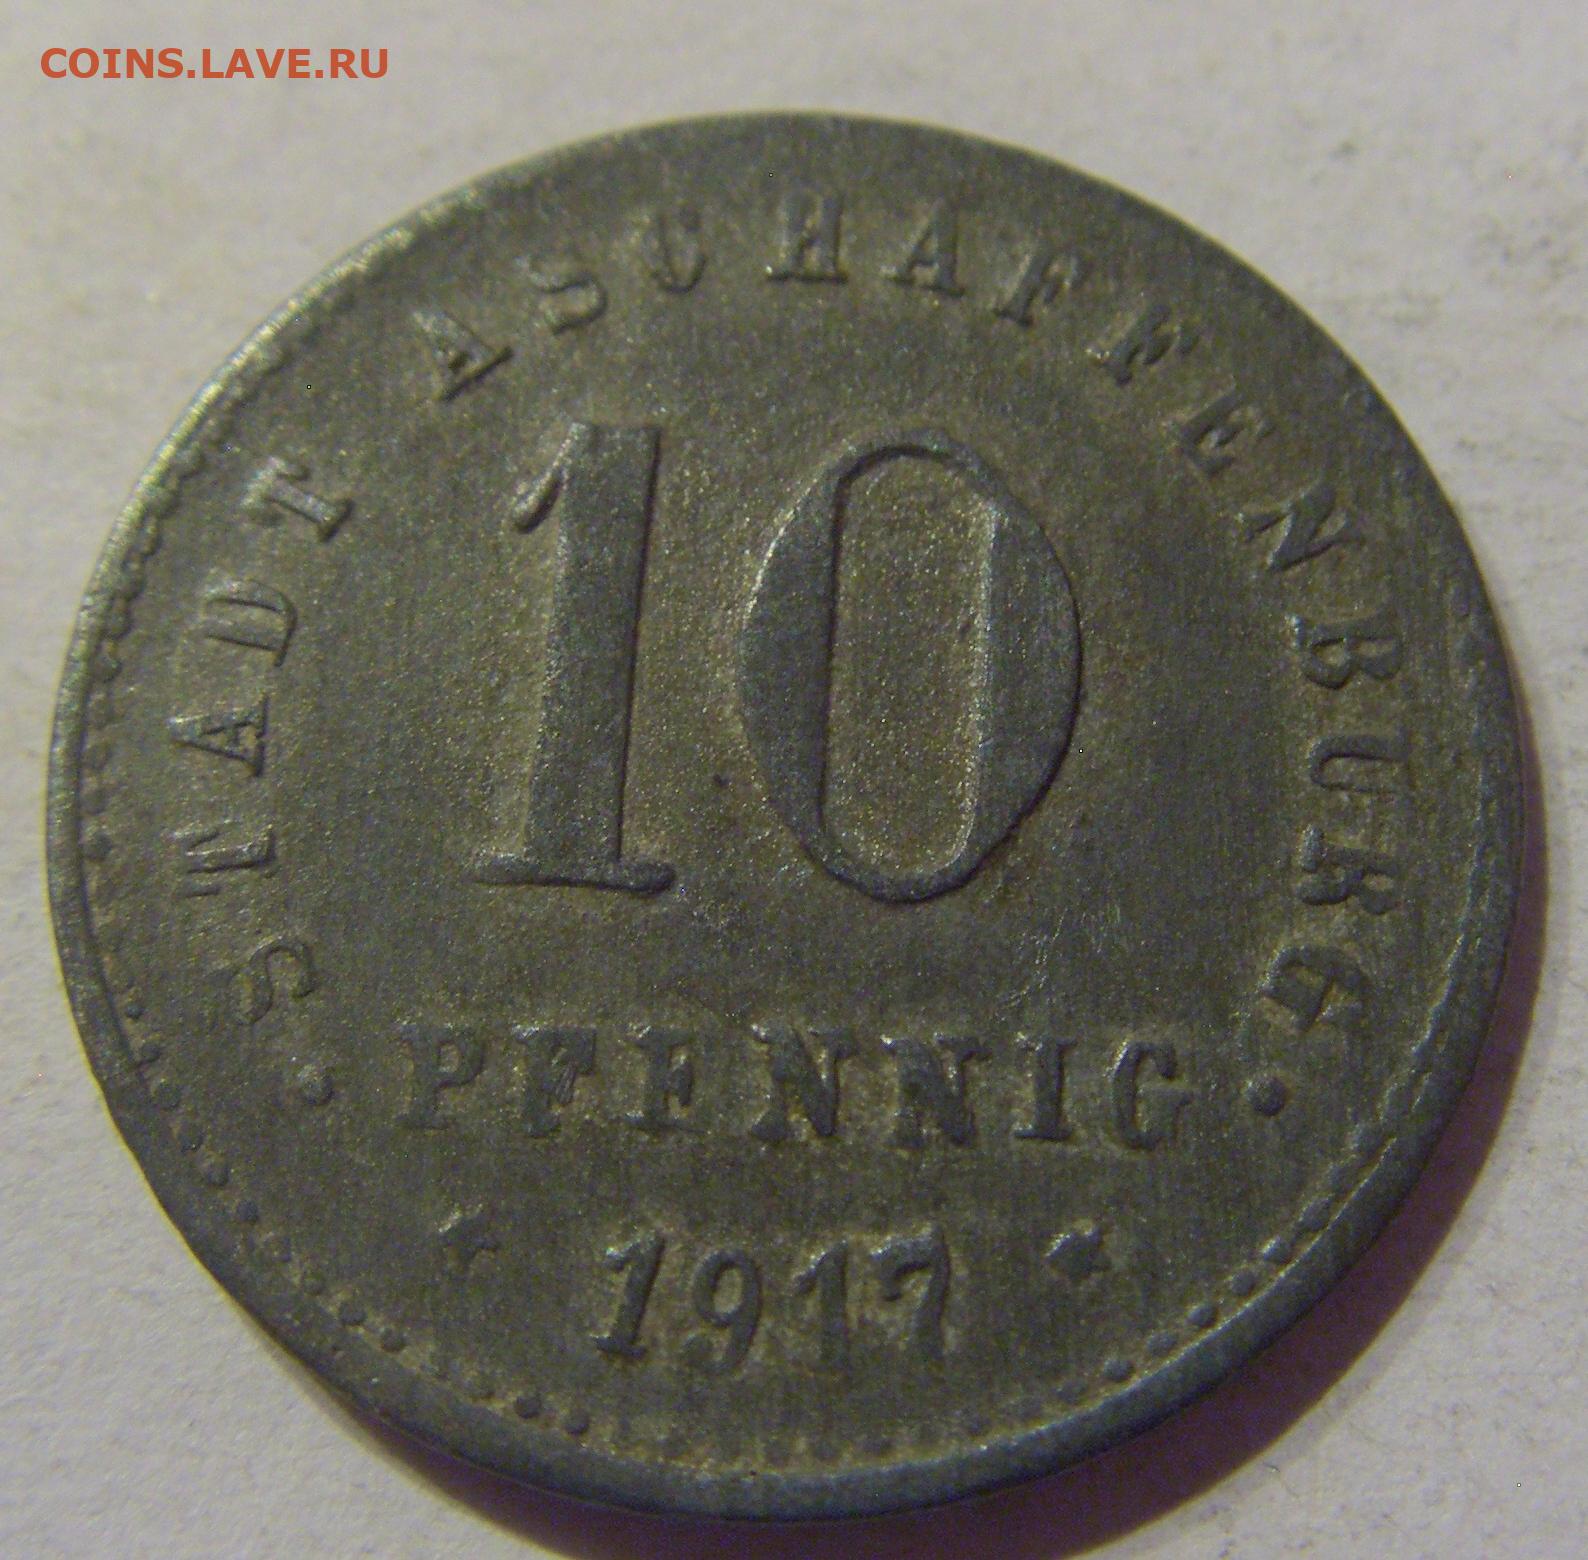 COINS.LAVE.RU
STADT ASCHAFFENBURG
10
PFENNIG
1917